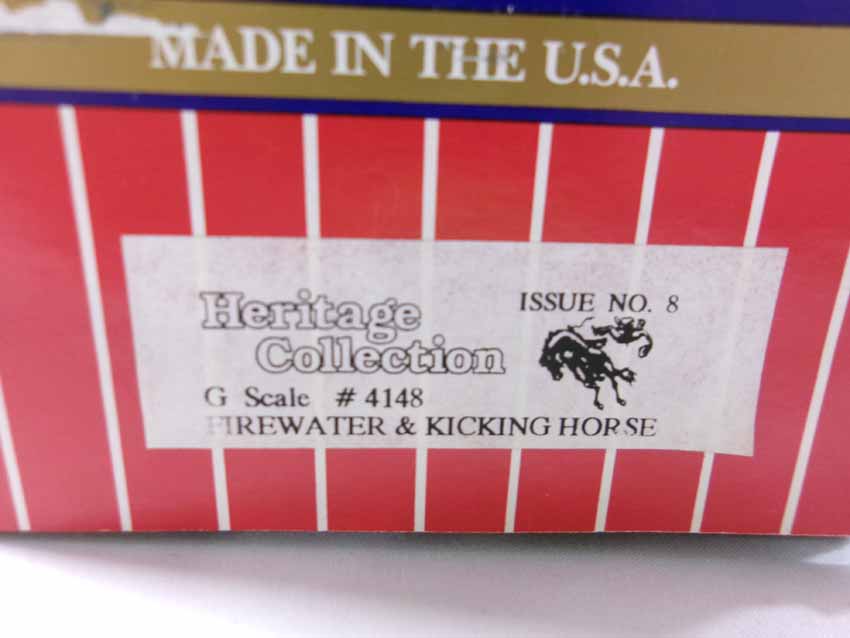 MADE IN THE U.S.A.
Heritage Collection
ISSUE NO. 8
G Scale # 4148
FIREWATER & KICKING HORSE